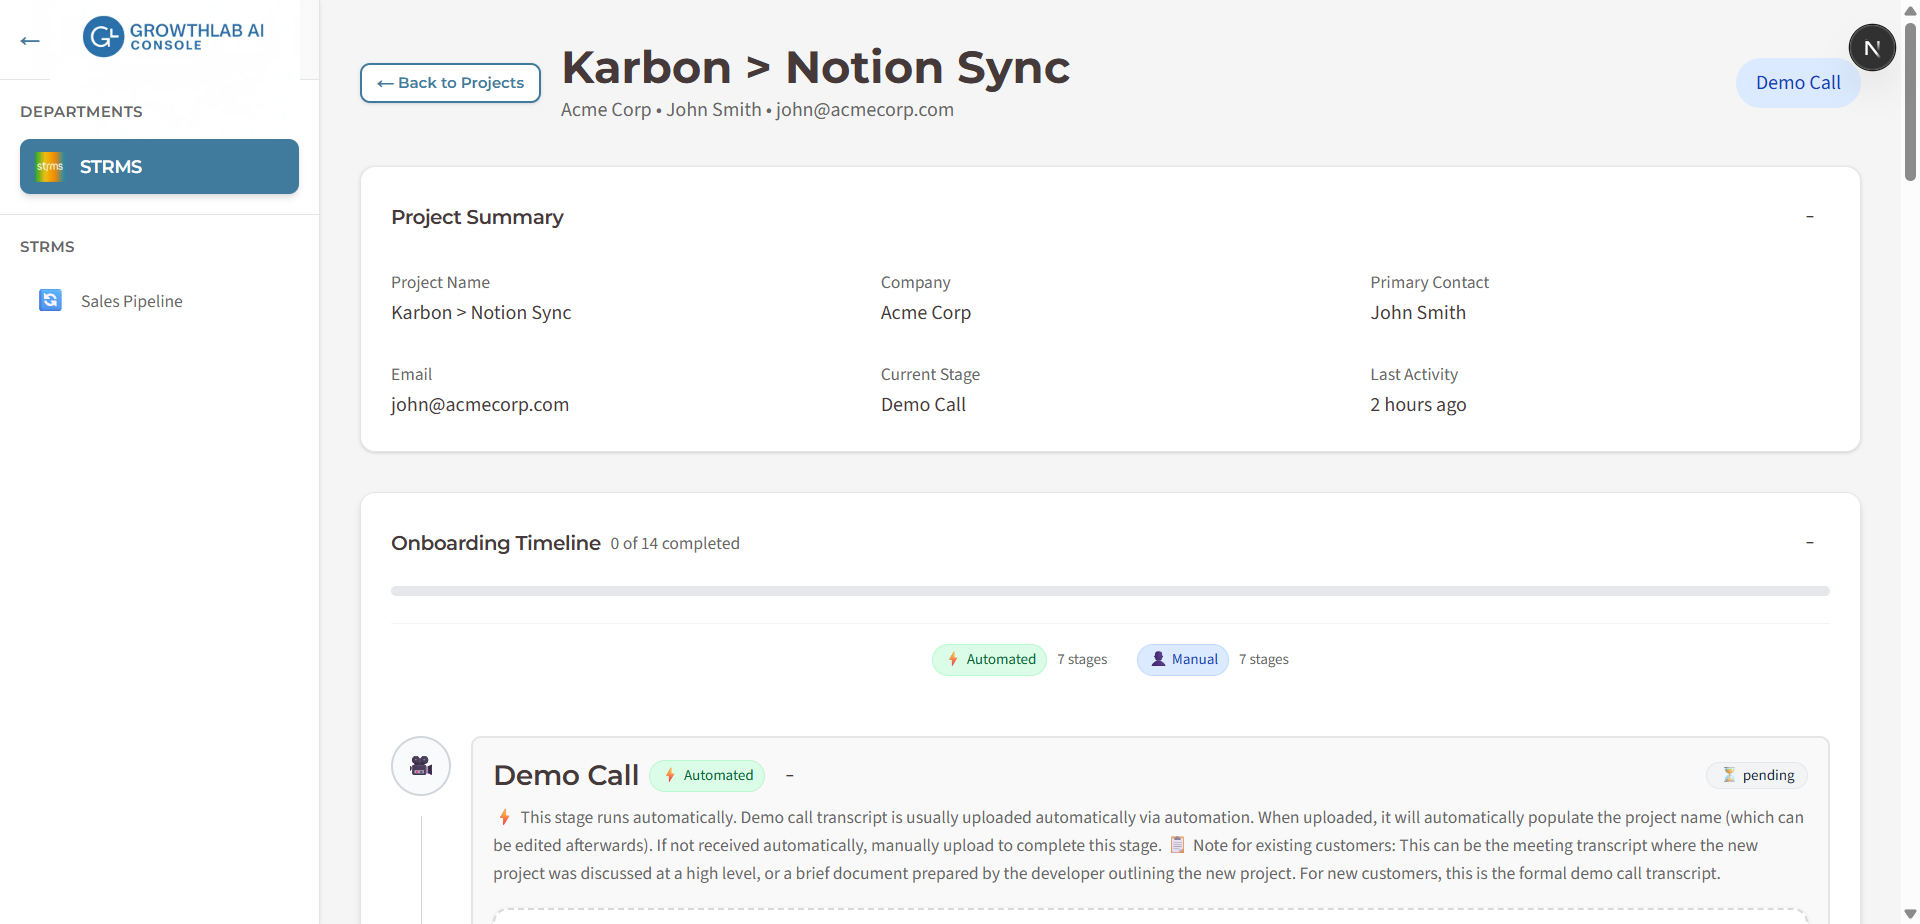 ←
GROWTHLAB AI
CONSOLE
DEPARTMENTS
strms STRMS
STRMS
Sales Pipeline
← Back to Projects
Karbon > Notion Sync
Acme Corp • John Smith • john@acmecorp.com
Demo Call
N
Project Summary −
Project Name Company Primary Contact
Karbon > Notion Sync Acme Corp John Smith
Email Current Stage Last Activity
john@acmecorp.com Demo Call 2 hours ago
Onboarding Timeline 0 of 14 completed −
⚡ Automated 7 stages 👤 Manual 7 stages
Demo Call ⚡ Automated − ⏳ pending
⚡ This stage runs automatically. Demo call transcript is usually uploaded automatically via automation. When uploaded, it will automatically populate the project name (which can
be edited afterwards). If not received automatically, manually upload to complete this stage. 📋 Note for existing customers: This can be the meeting transcript where the new
project was discussed at a high level, or a brief document prepared by the developer outlining the new project. For new customers, this is the formal demo call transcript.